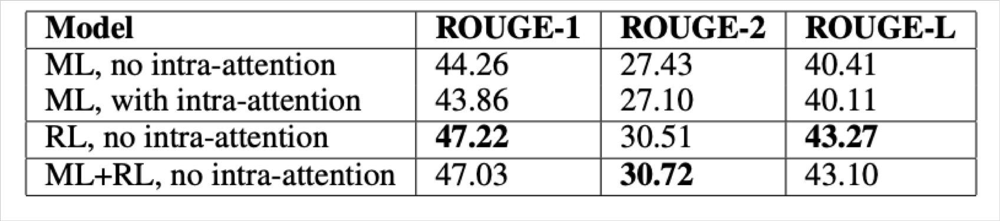 Model ROUGE-1 ROUGE-2 ROUGE-L
ML, no intra-attention 44.26 27.43 40.41
ML, with intra-attention 43.86 27.10 40.11
RL, no intra-attention 47.22 30.51 43.27
ML+RL, no intra-attention 47.03 30.72 43.10